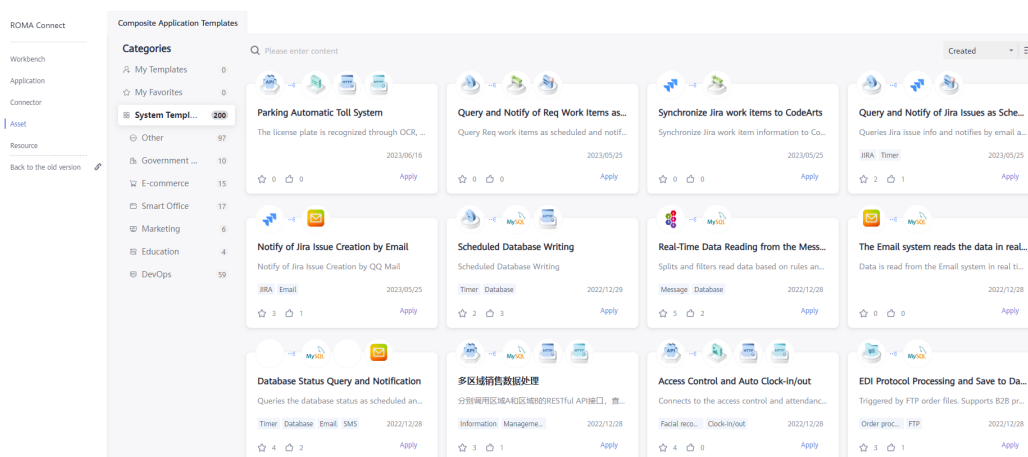 ROMA Connect
Workbench
Application
Connector
Asset
Resource
Back to the old version
Composite Application Templates
Categories
My Templates 0
My Favorites 0
System Templ... 200
Other 97
Government ... 10
E-commerce 15
Smart Office 17
Marketing 6
Education 4
DevOps 59
Please enter content
Created
API HTTP HTTP
Parking Automatic Toll System
The license plate is recognized through OCR, ...
2023/06/16
0 0 Apply
Query and Notify of Req Work Items as...
Query Req work items as scheduled and notif...
2023/05/25
0 0 Apply
Synchronize Jira work items to CodeArts
Synchronize Jira work item information to Co...
2023/05/25
0 0 Apply
Query and Notify of Jira Issues as Sche...
Queries Jira issue info and notifies by email a...
JIRA Timer 2023/05/25
2 1 Apply
Notify of Jira Issue Creation by Email
Notify of Jira Issue Creation by QQ Mail
JIRA Email 2023/05/25
3 1 Apply
MySQL HTTP
Scheduled Database Writing
Scheduled Database Writing
Timer Database 2022/12/29
2 3 Apply
MySQL
Real-Time Data Reading from the Mess...
Splits and filters read data based on rules an...
Message Database 2022/12/28
5 2 Apply
MySQL
The Email system reads the data in real...
Data is read from the Email system in real ti...
2022/12/28
0 0 Apply
MySQL
Database Status Query and Notification
Queries the database status as scheduled an...
Timer Database Email SMS 2022/12/28
4 2 Apply
API MySQL HTTP HTTP
多区域销售数据处理
分别调用区域A和区域B的RESTful API接口，查...
Information Manageme... 2022/12/28
3 1 Apply
API HTTP HTTP
Access Control and Auto Clock-in/out
Connects to the access control and attendanc...
Facial reco... Clock-in/out 2022/12/28
4 0 Apply
MySQL
EDI Protocol Processing and Save to Da...
Triggered by FTP order files. Supports B2B pr...
Order proc... FTP 2022/12/28
3 1 Apply